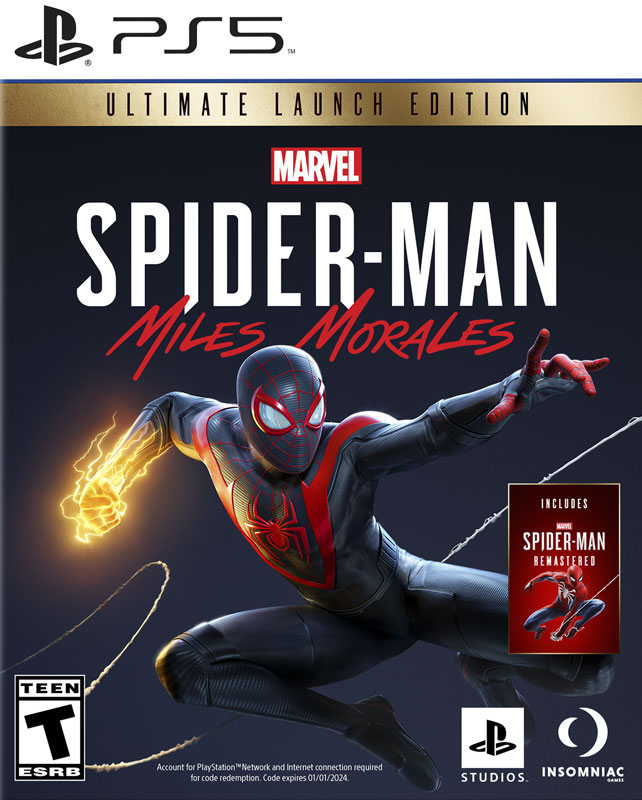 PS5™
ULTIMATE LAUNCH EDITION
MARVEL
SPIDER-MAN
MILES MORALES
INCLUDES
MARVEL
SPIDER-MAN
REMASTERED
TEEN
T
ESRB
Account for PlayStation™Network and Internet connection required
for code redemption. Code expires 01/01/2024.
STUDIOS
INSOMNIAC
GAMES